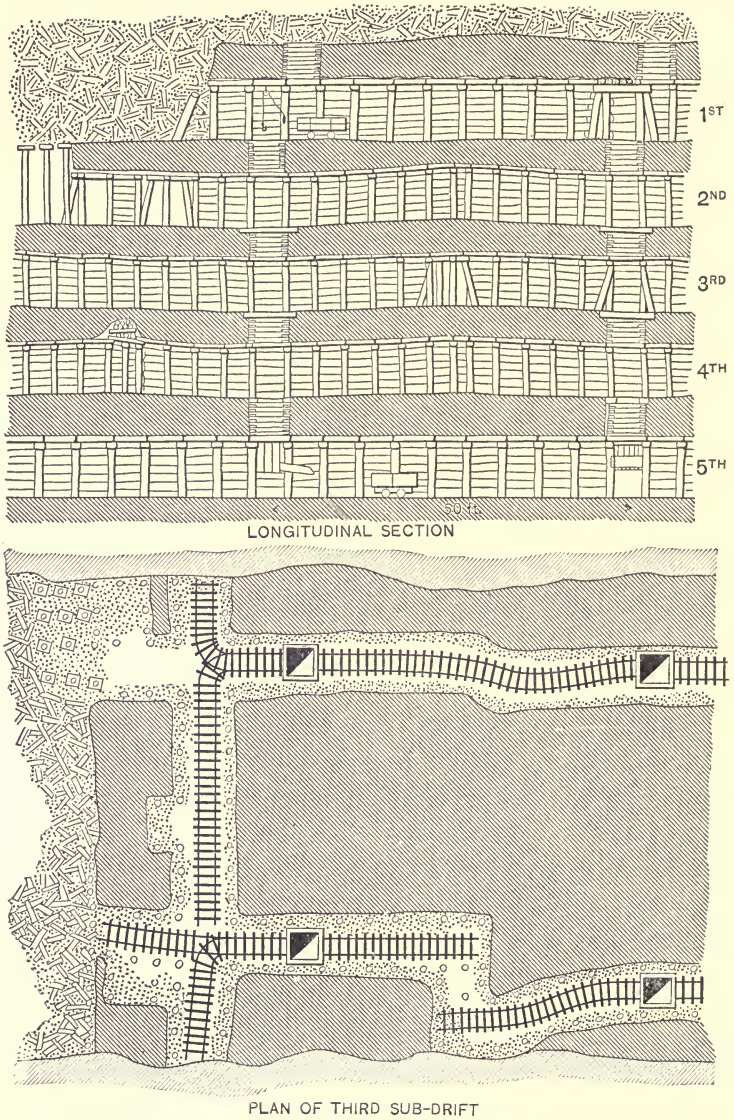 1ST
2ND
3RD
4TH
5TH
50 ft.
LONGITUDINAL SECTION
PLAN OF THIRD SUB-DRIFT